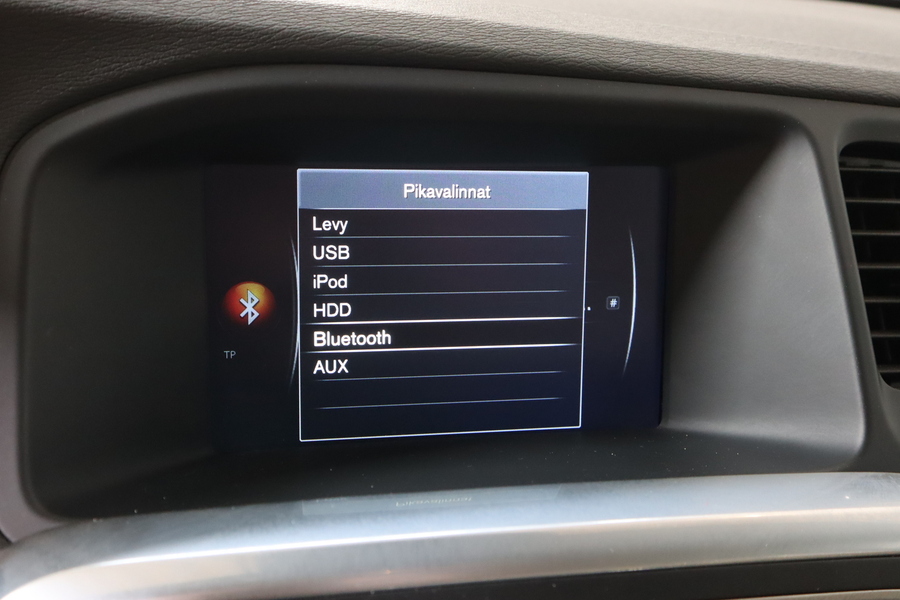 Pikavalinnat
Levy
USB
iPod
HDD
Bluetooth
AUX
TP
#